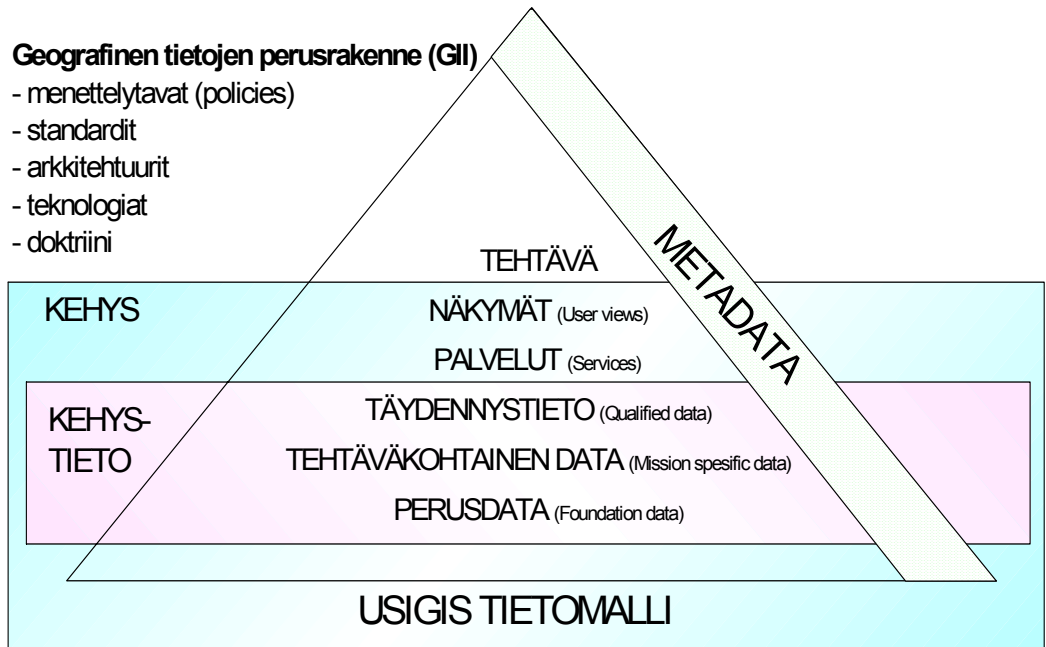 Geografinen tietojen perusrakenne (GII)
- menettelytavat (policies)
- standardit
- arkkitehtuurit
- teknologiat
- doktriini
TEHTÄVÄ
METADATA
KEHYS
NÄKYMÄT (User views)
PALVELUT (Services)
KEHYS-
TIETO
TÄYDENNYSTIETO (Qualified data)
TEHTÄVÄKOHTAINEN DATA (Mission spesific data)
PERUSDATA (Foundation data)
USIGIS TIETOMALLI